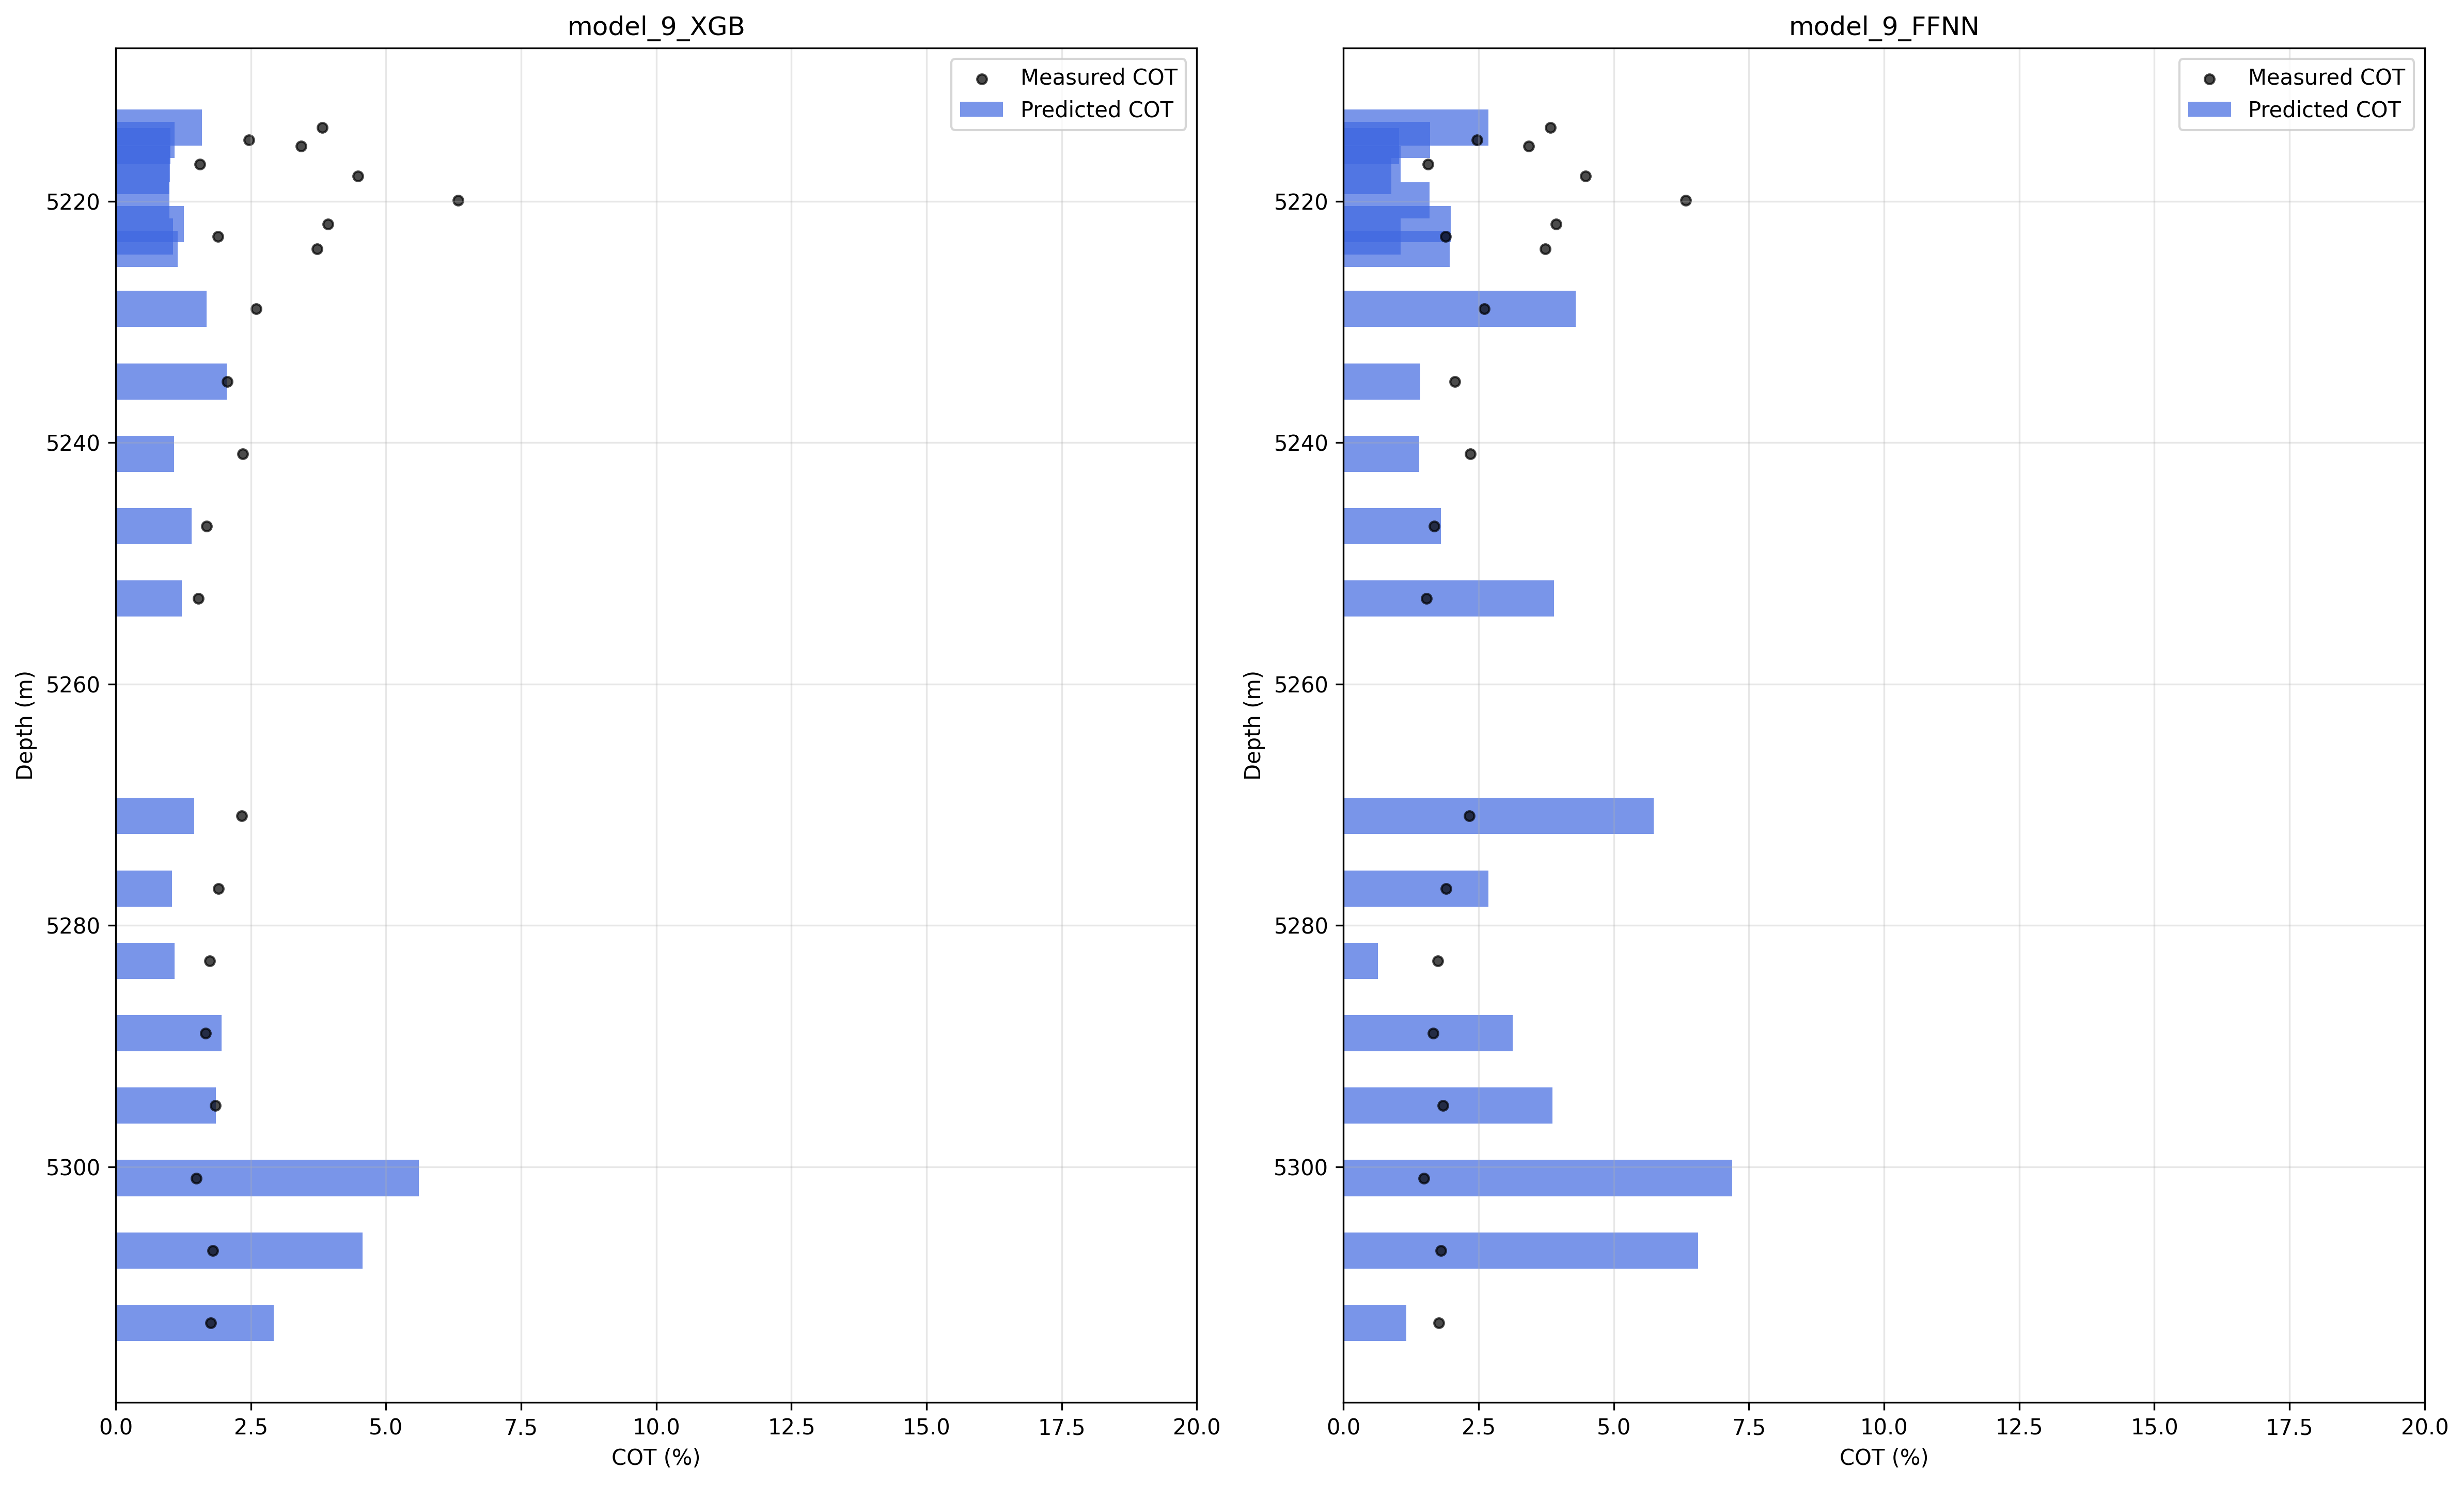 model_9_XGB
Measured COT
Predicted COT
5220
5240
5260
5280
5300
Depth (m)
0.0 2.5 5.0 7.5 10.0 12.5 15.0 17.5 20.0
COT (%)
model_9_FFNN
Measured COT
Predicted COT
5220
5240
5260
5280
5300
Depth (m)
0.0 2.5 5.0 7.5 10.0 12.5 15.0 17.5 20.0
COT (%)